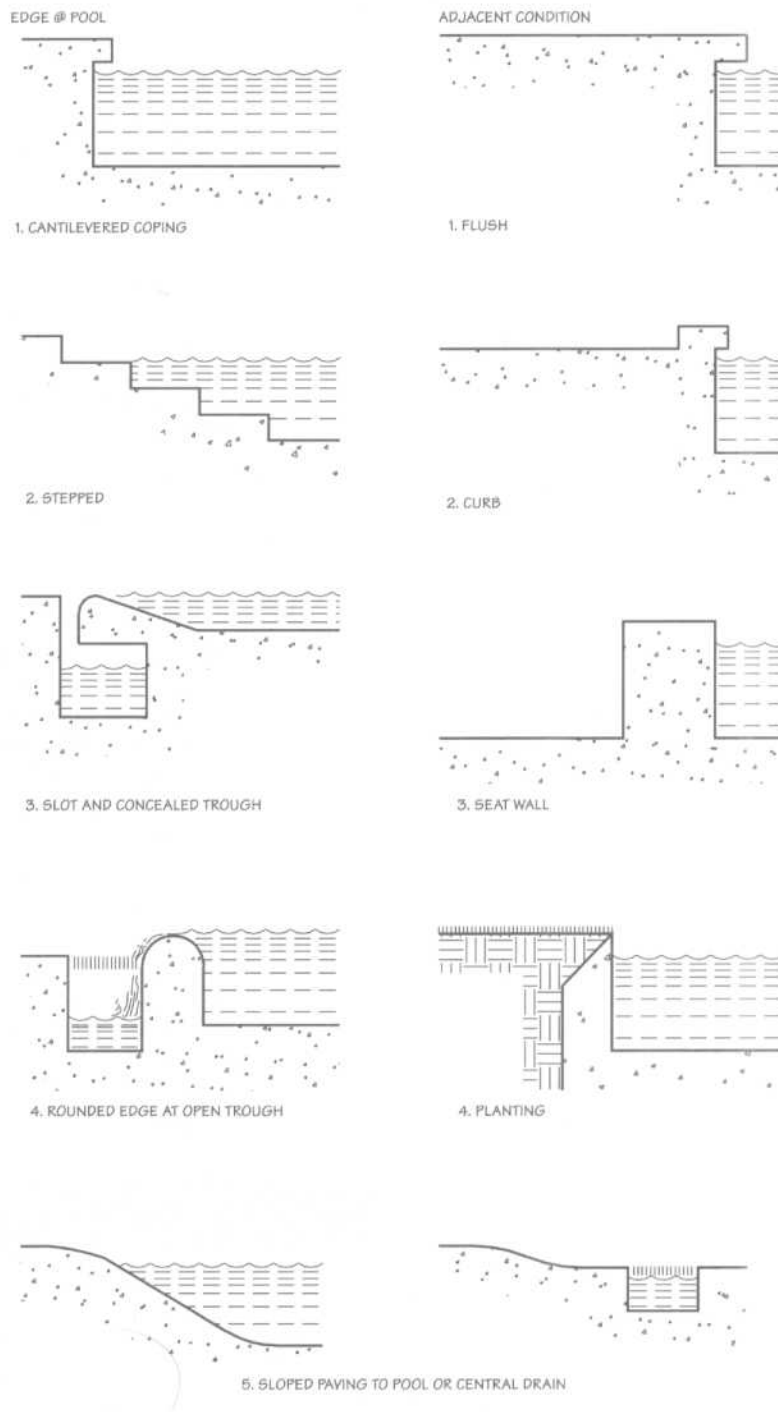 EDGE @ POOL
ADJACENT CONDITION
1. CANTILEVERED COPING
1. FLUSH
2. STEPPED
2. CURB
3. SLOT AND CONCEALED TROUGH
3. SEAT WALL
4. ROUNDED EDGE AT OPEN TROUGH
4. PLANTING
5. SLOPED PAVING TO POOL OR CENTRAL DRAIN